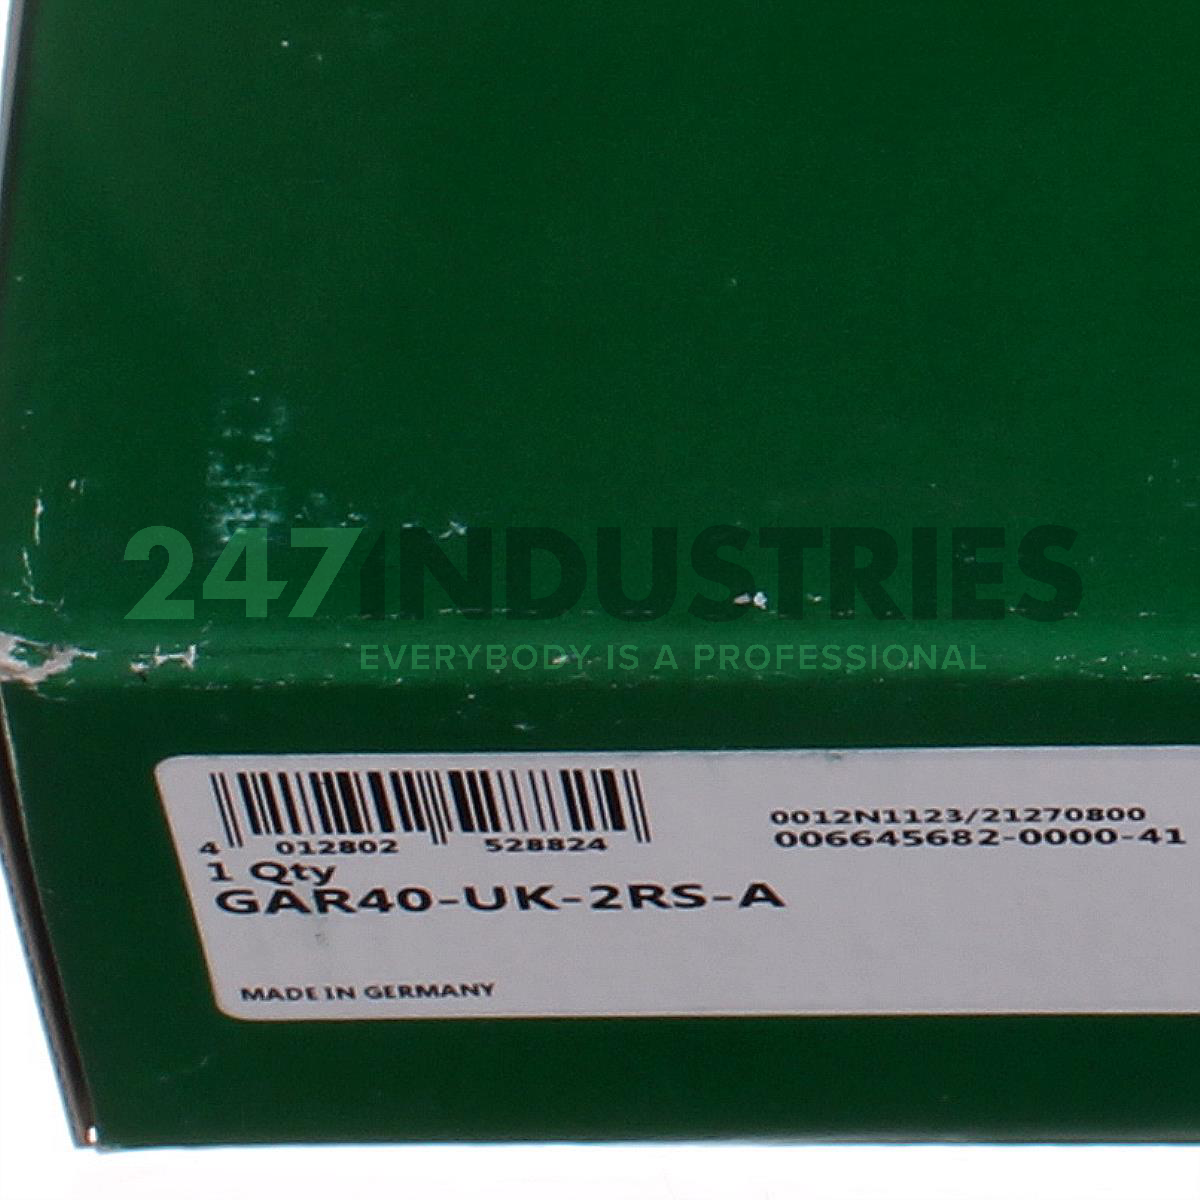 247INDUSTRIES
EVERYBODY IS A PROFESSIONAL
4 012802 528824
0012N1123/21270800
006645682-0000-41
1 Qty
GAR40-UK-2RS-A
MADE IN GERMANY